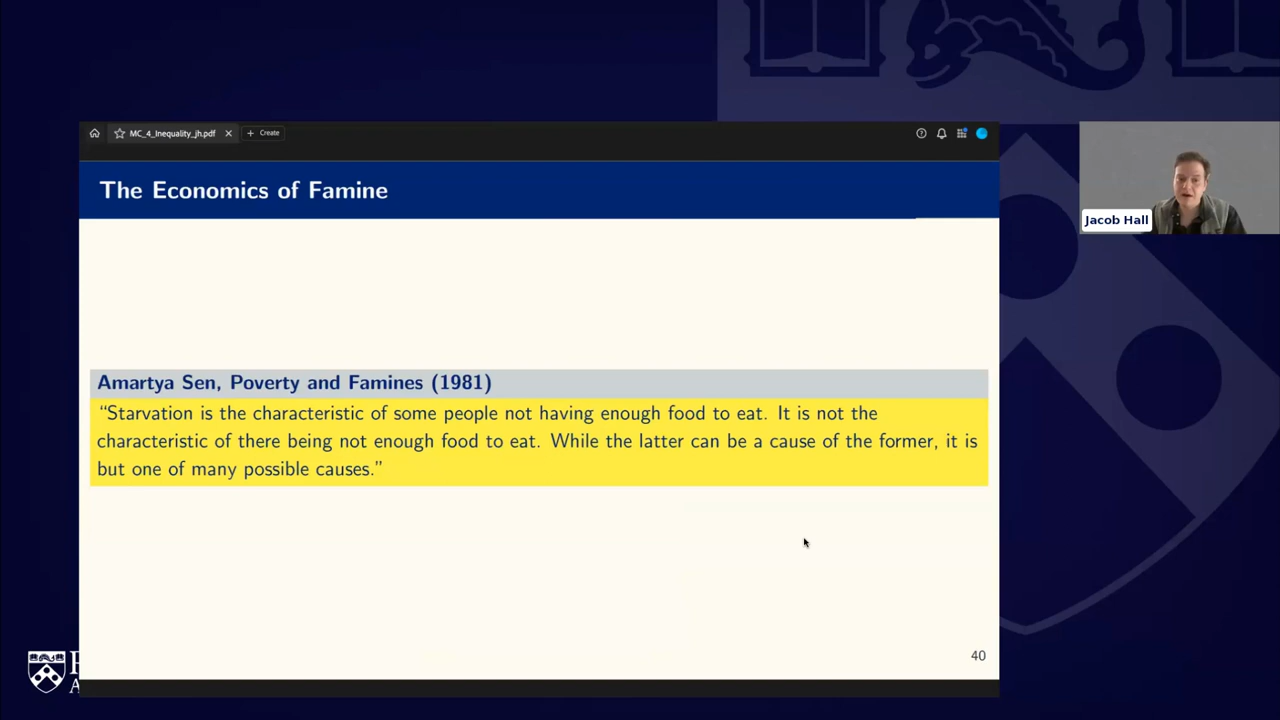 MC_4_Inequality_jh.pdf
Create
The Economics of Famine
Jacob Hall
Amartya Sen, Poverty and Famines (1981)
“Starvation is the characteristic of some people not having enough food to eat. It is not the
characteristic of there being not enough food to eat. While the latter can be a cause of the former, it is
but one of many possible causes.”
40